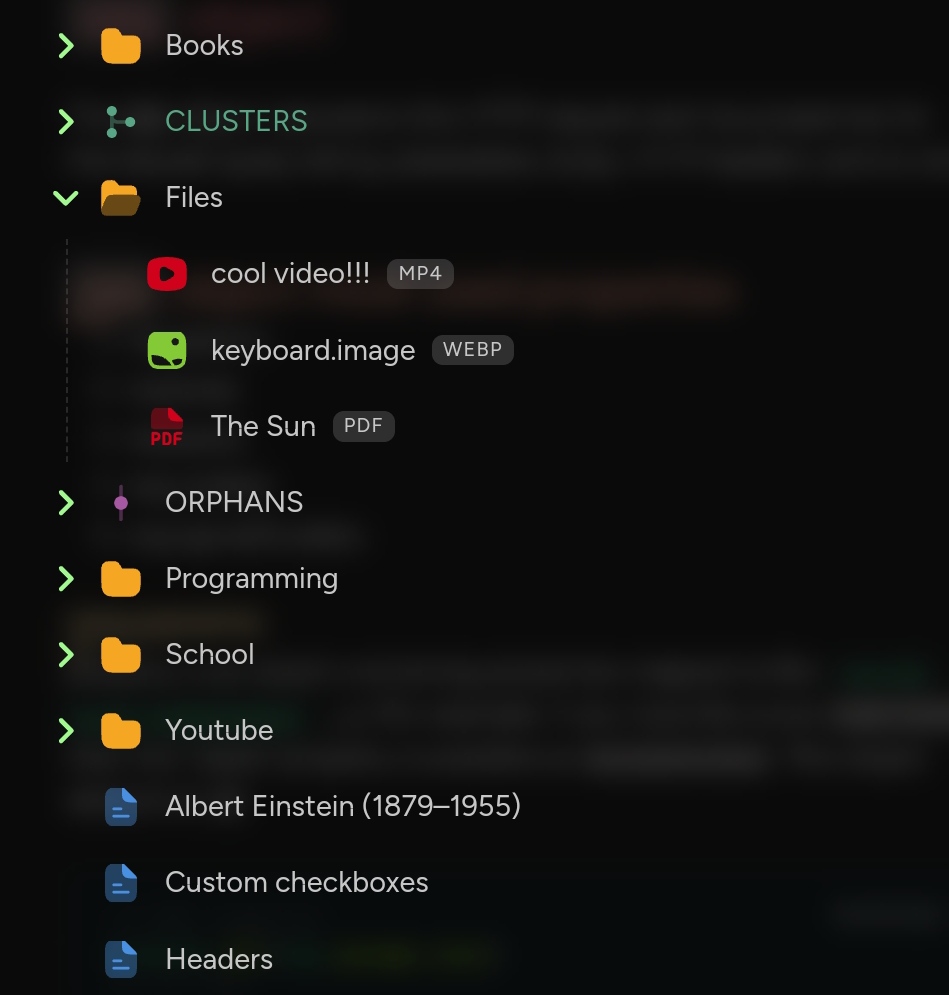 Books
CLUSTERS
Files
cool video!!! MP4
keyboard.image WEBP
The Sun PDF
PDF
ORPHANS
Programming
School
Youtube
Albert Einstein (1879–1955)
Custom checkboxes
Headers